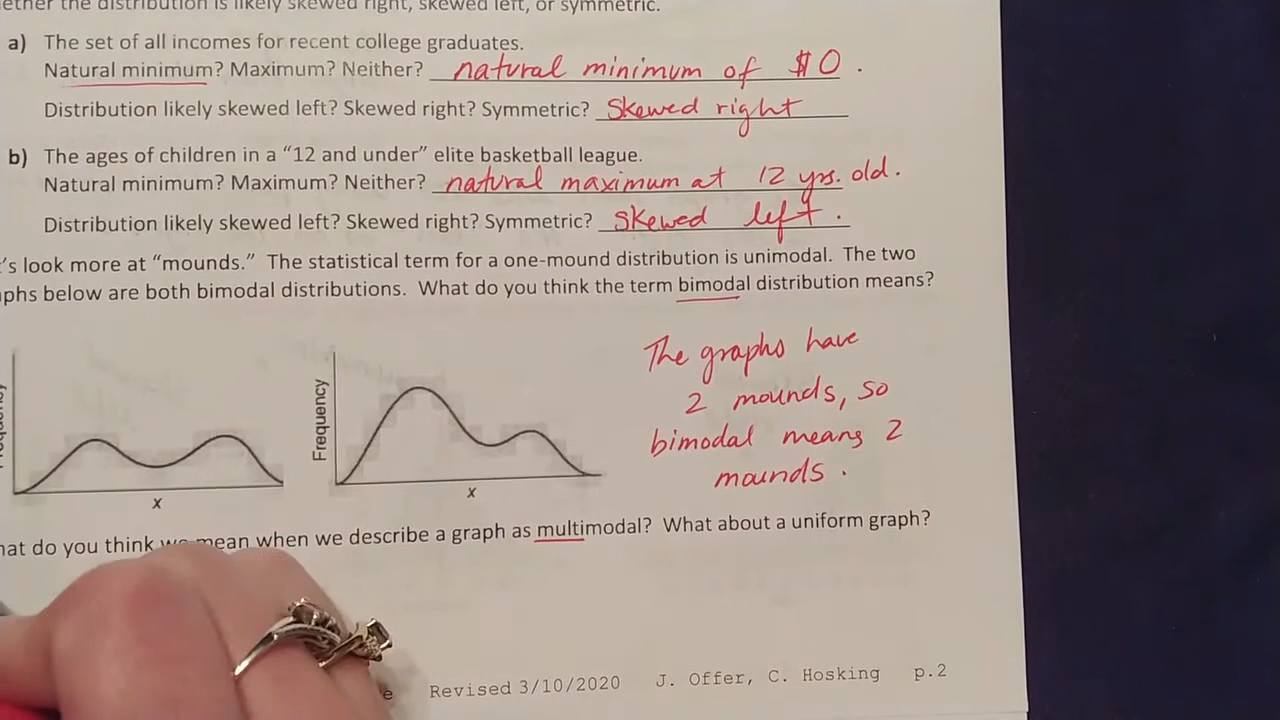 ether the distribution is likely skewed right, skewed left, or symmetric.
a) The set of all incomes for recent college graduates.
Natural minimum? Maximum? Neither? natural minimum of $0.
Distribution likely skewed left? Skewed right? Symmetric? Skewed right
b) The ages of children in a “12 and under” elite basketball league.
Natural minimum? Maximum? Neither? natural maximum at 12 yrs. old.
Distribution likely skewed left? Skewed right? Symmetric? skewed left.
’s look more at “mounds.” The statistical term for a one-mound distribution is unimodal. The two
phs below are both bimodal distributions. What do you think the term bimodal distribution means?
The graphs have
2 mounds, so
bimodal means 2
mounds.
Frequency
x
x
hat do you think we mean when we describe a graph as multimodal? What about a uniform graph?
e Revised 3/10/2020 J. Offer, C. Hosking p.2